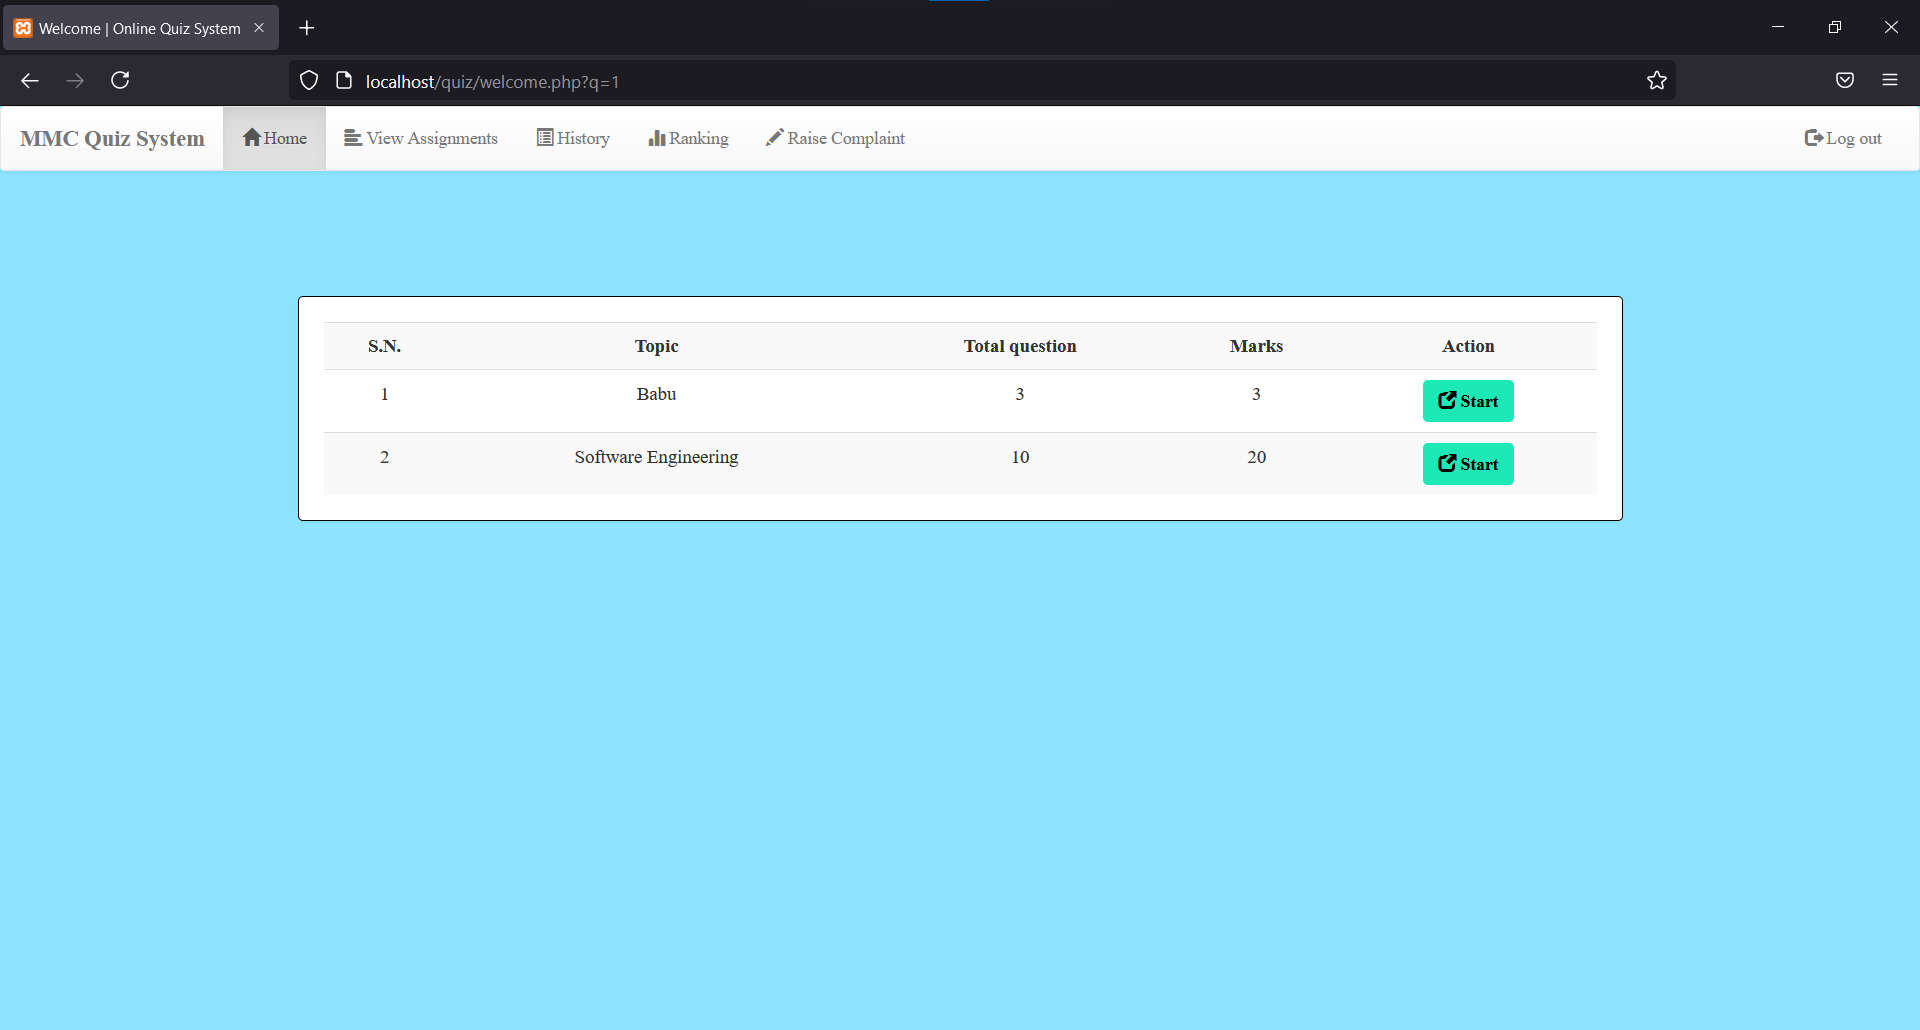 Welcome | Online Quiz System
localhost/quiz/welcome.php?q=1
MMC Quiz System Home View Assignments History Ranking Raise Complaint Log out
S.N. Topic Total question Marks Action
1 Babu 3 3 Start
2 Software Engineering 10 20 Start